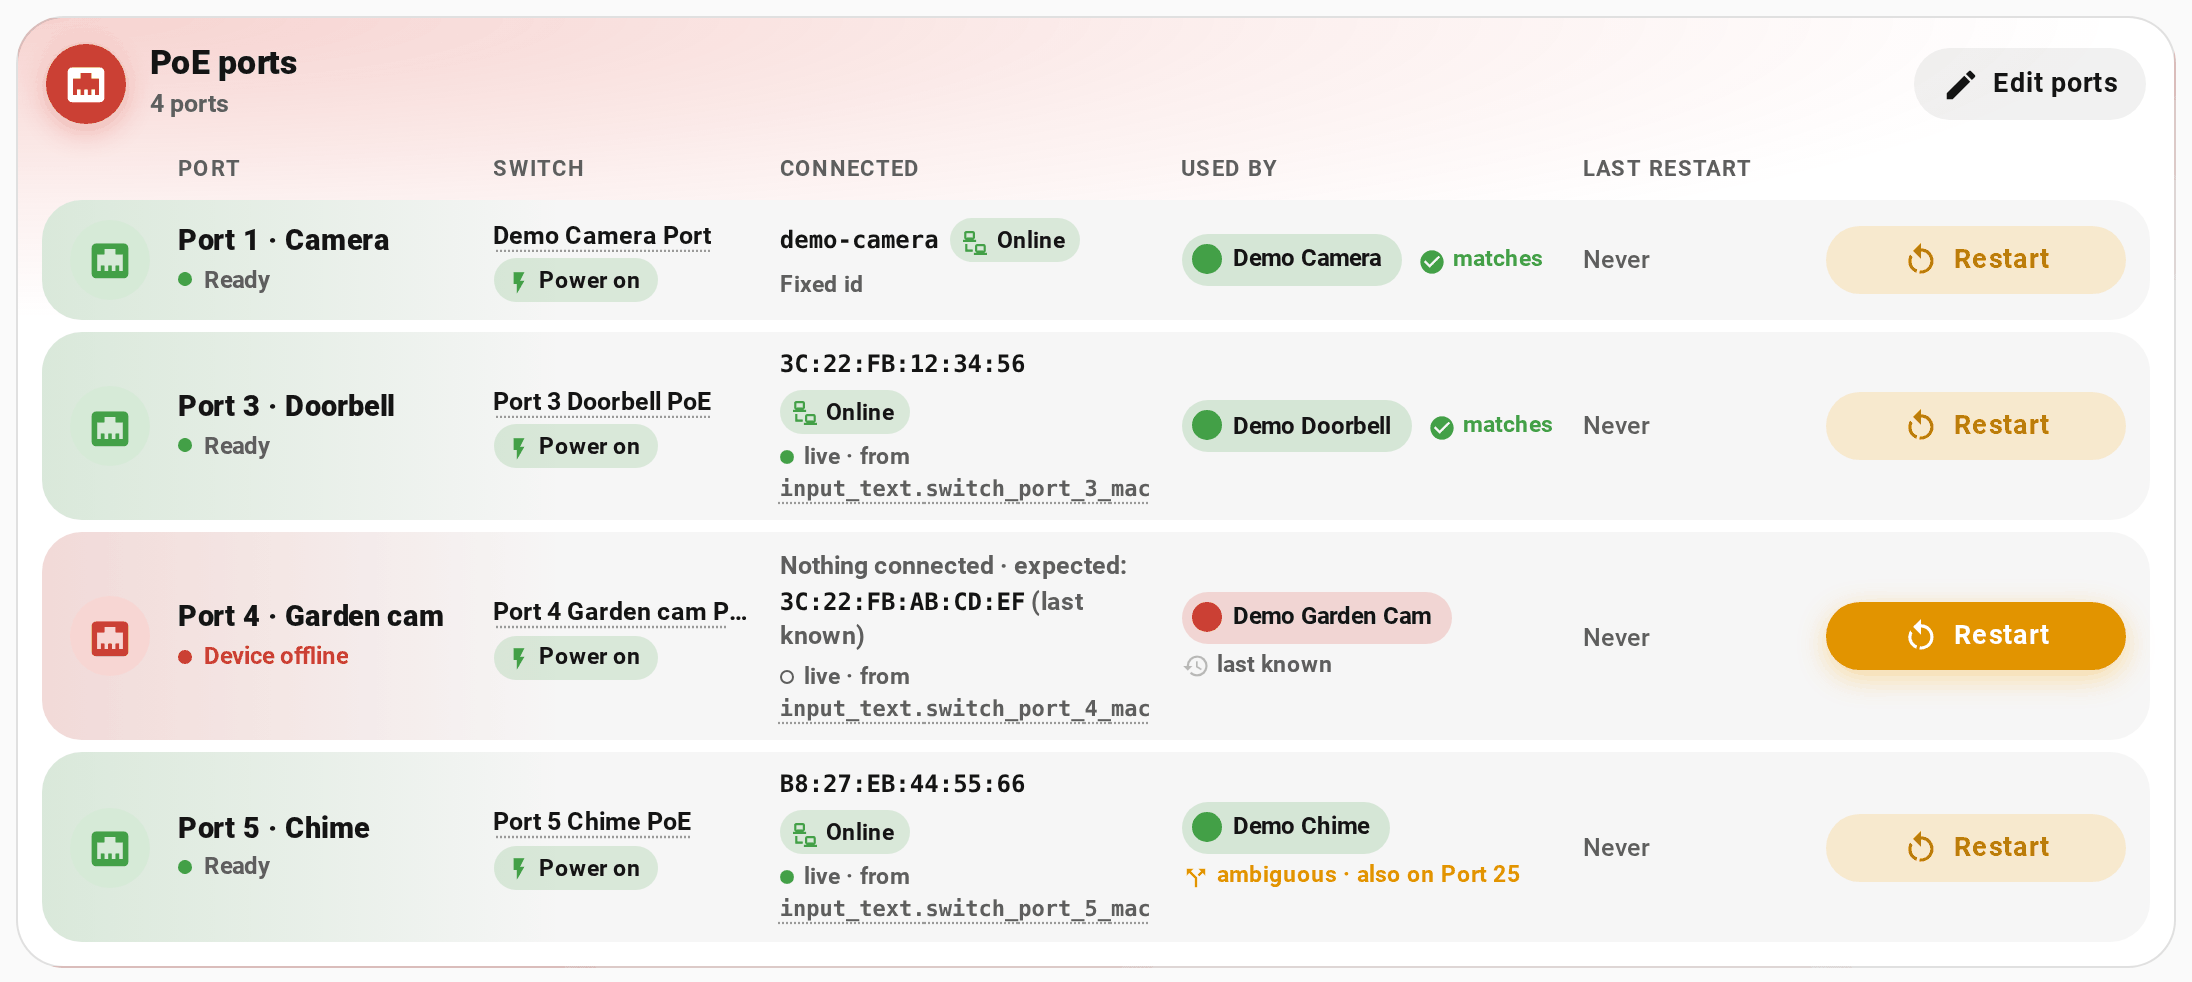 PoE ports
4 ports
Edit ports
PORT SWITCH CONNECTED USED BY LAST RESTART
Port 1 · Camera
Ready
Demo Camera Port
Power on
demo-camera Online
Fixed id
Demo Camera matches
Never
Restart
Port 3 · Doorbell
Ready
Port 3 Doorbell PoE
Power on
3C:22:FB:12:34:56
Online
live · from
input_text.switch_port_3_mac
Demo Doorbell matches
Never
Restart
Port 4 · Garden cam
Device offline
Port 4 Garden cam P...
Power on
Nothing connected · expected:
3C:22:FB:AB:CD:EF (last
known)
live · from
input_text.switch_port_4_mac
Demo Garden Cam
last known
Never
Restart
Port 5 · Chime
Ready
Port 5 Chime PoE
Power on
B8:27:EB:44:55:66
Online
live · from
input_text.switch_port_5_mac
Demo Chime
ambiguous · also on Port 25
Never
Restart